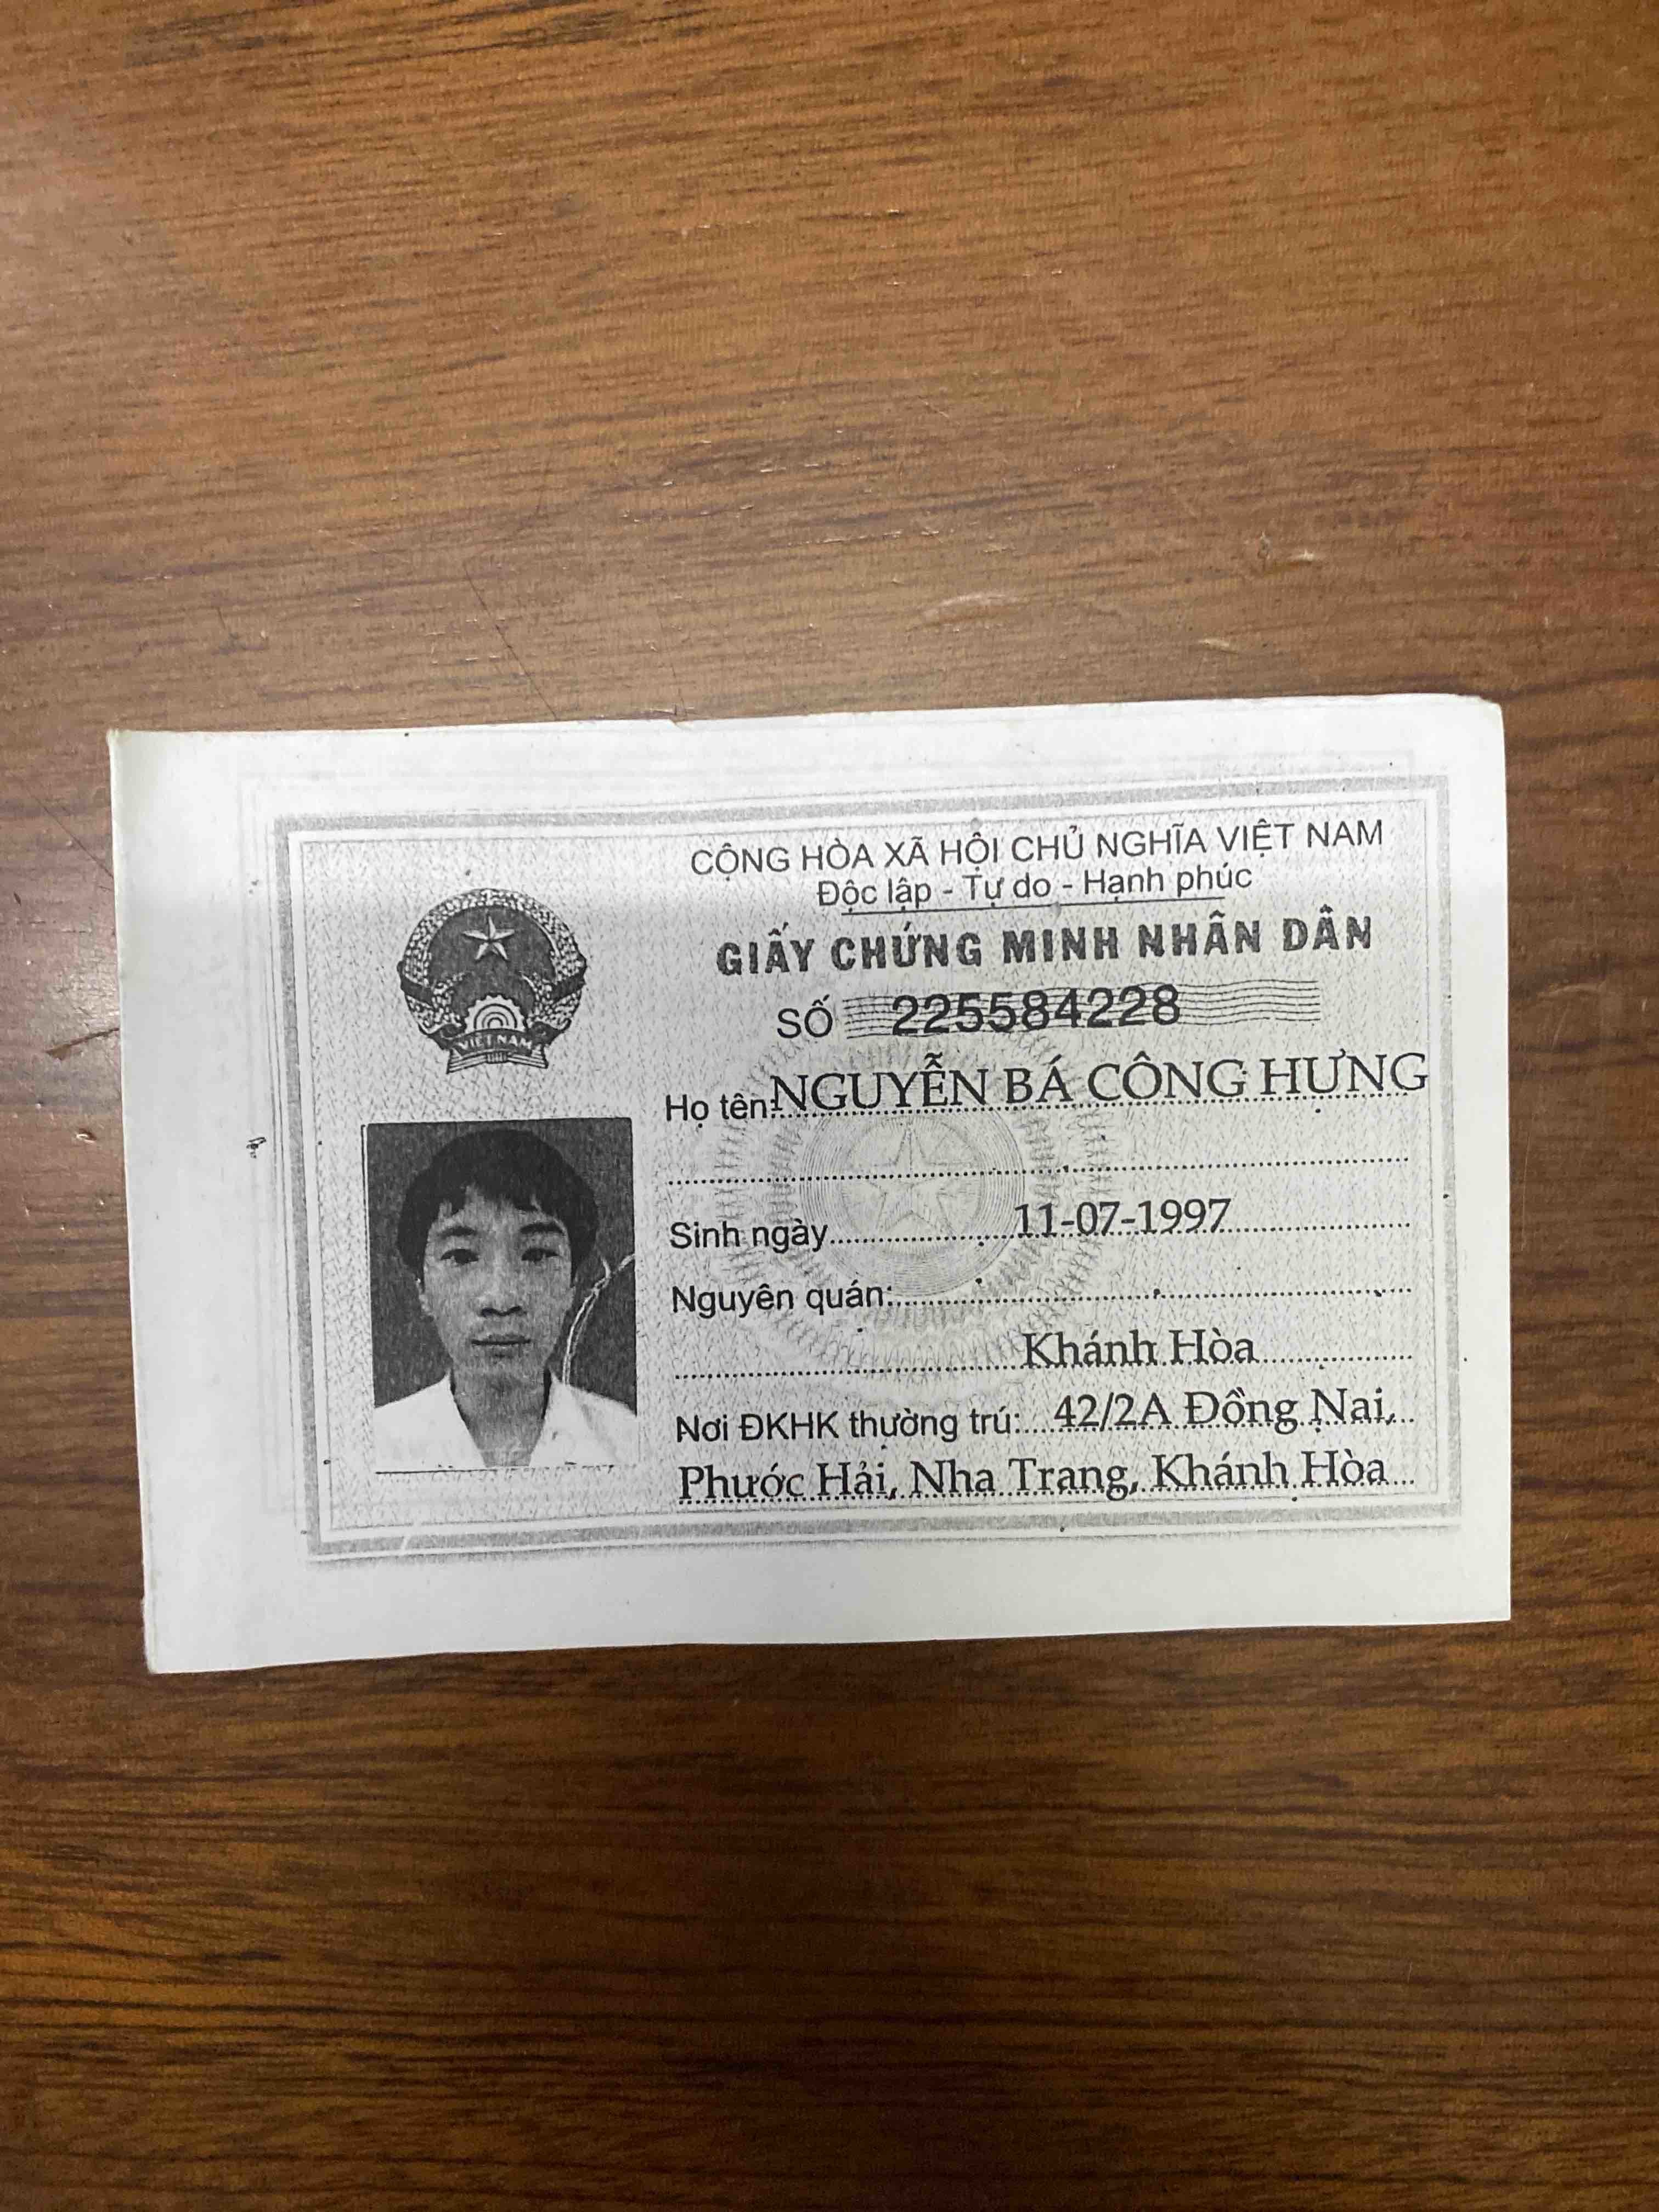 CỘNG HÒA XÃ HỘI CHỦ NGHĨA VIỆT NAM
Độc lập - Tự do - Hạnh phúc
GIẤY CHỨNG MINH NHÂN DÂN
SỐ 225584228
Họ tên: NGUYỄN BÁ CÔNG HƯNG
Sinh ngày 11-07-1997
Nguyên quán:
Khánh Hòa
Nơi ĐKHK thường trú: 42/2A Đồng Nai,
Phước Hải, Nha Trang, Khánh Hòa
VIỆT NAM